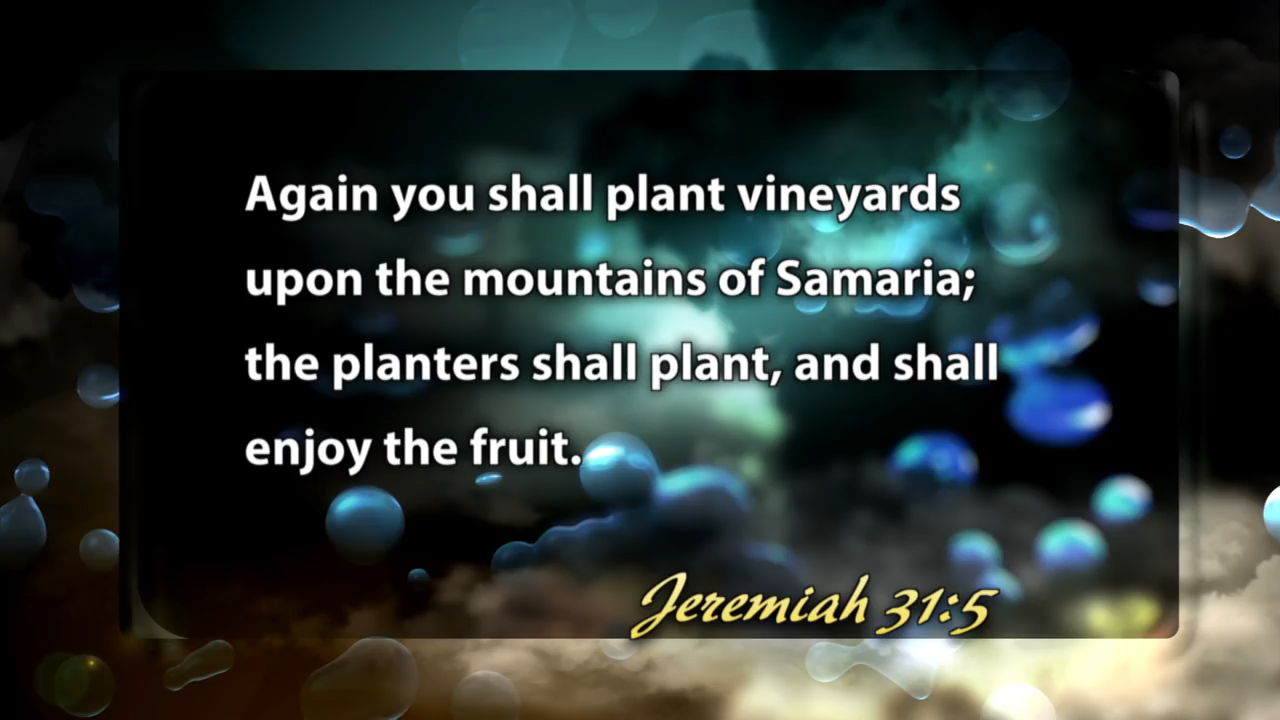 Again you shall plant vineyards
upon the mountains of Samaria;
the planters shall plant, and shall
enjoy the fruit.
Jeremiah 31:5